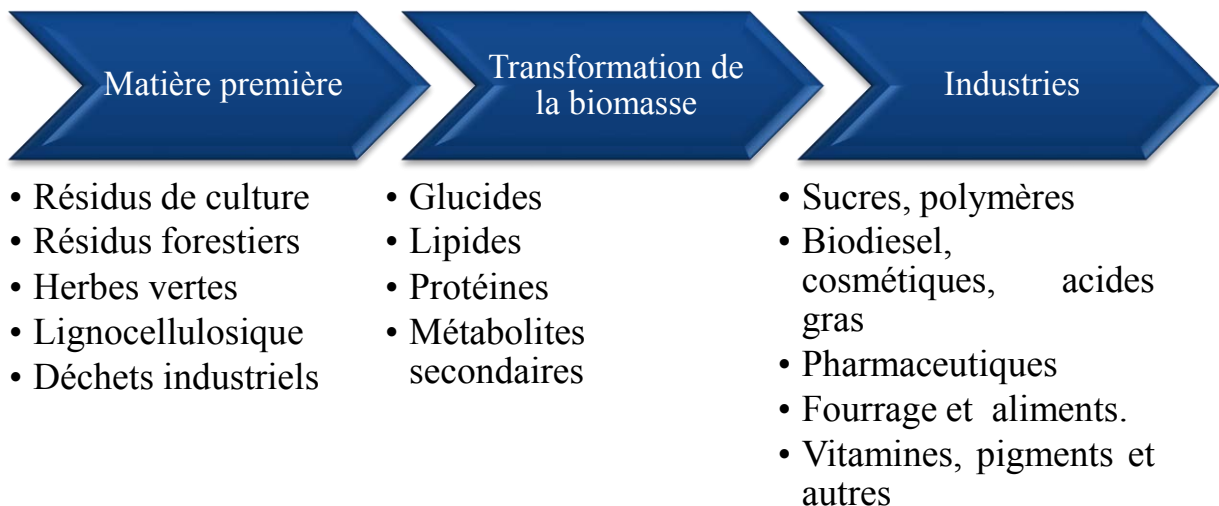 Matière première
Transformation de
la biomasse
Industries
• Résidus de culture
• Résidus forestiers
• Herbes vertes
• Lignocellulosique
• Déchets industriels
• Glucides
• Lipides
• Protéines
• Métabolites
secondaires
• Sucres, polymères
• Biodiesel,
cosmétiques, acides
gras
• Pharmaceutiques
• Fourrage et aliments.
• Vitamines, pigments et
autres